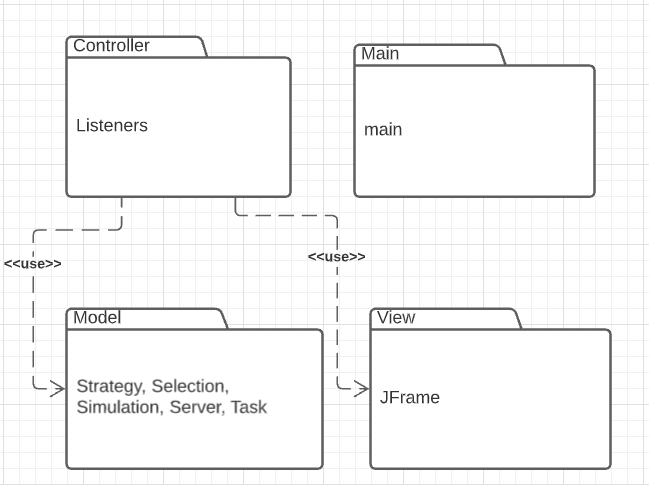 Controller
Listeners
Main
main
<<use>>
<<use>>
Model
Strategy, Selection,
Simulation, Server, Task
View
JFrame